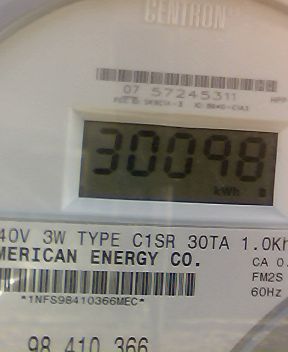 CENTRON
07 57245311
30098
kWh
40V 3W TYPE C1SR 30TA 1.0Kh
MERICAN ENERGY CO.
CA 0.
FM2S
*1NFS98410366MEC*
60Hz
98 410 366